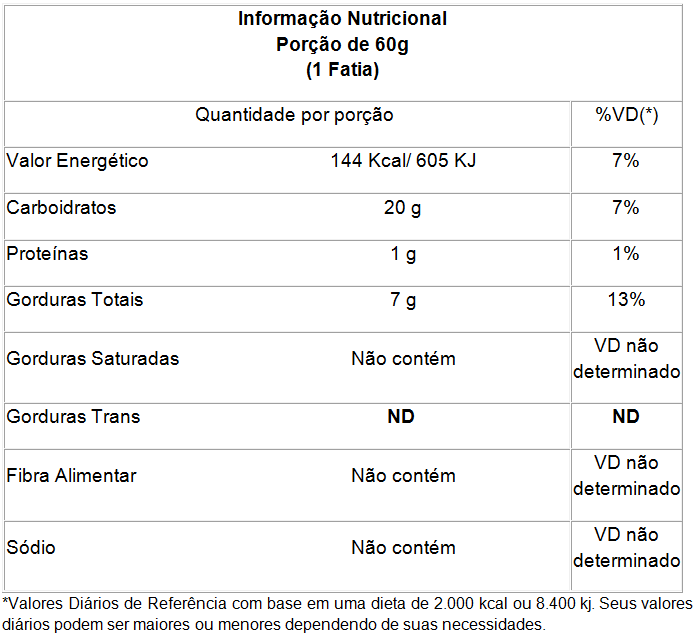 Informação Nutricional
Porção de 60g
(1 Fatia)
Quantidade por porção %VD(*)
Valor Energético 144 Kcal/ 605 KJ 7%
Carboidratos 20 g 7%
Proteínas 1 g 1%
Gorduras Totais 7 g 13%
Gorduras Saturadas Não contém VD não determinado
Gorduras Trans ND ND
Fibra Alimentar Não contém VD não determinado
Sódio Não contém VD não determinado
*Valores Diários de Referência com base em uma dieta de 2.000 kcal ou 8.400 kj. Seus valores
diários podem ser maiores ou menores dependendo de suas necessidades.